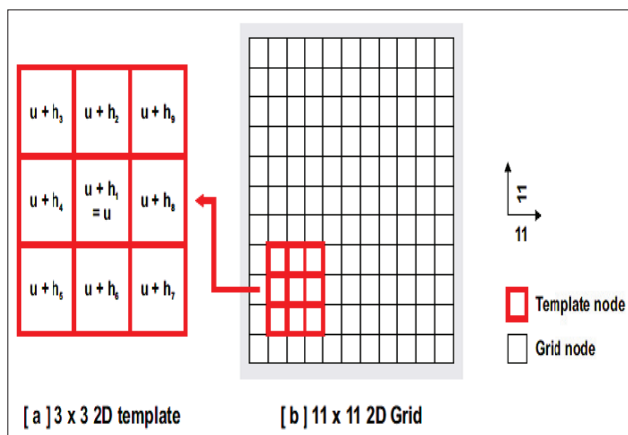 u + h₃ u + h₂ u + h₉
u + h₄ u + h₁ = u u + h₈
u + h₅ u + h₆ u + h₇
11
11
Template node
Grid node
[ a ] 3 x 3 2D template
[ b ] 11 x 11 2D Grid